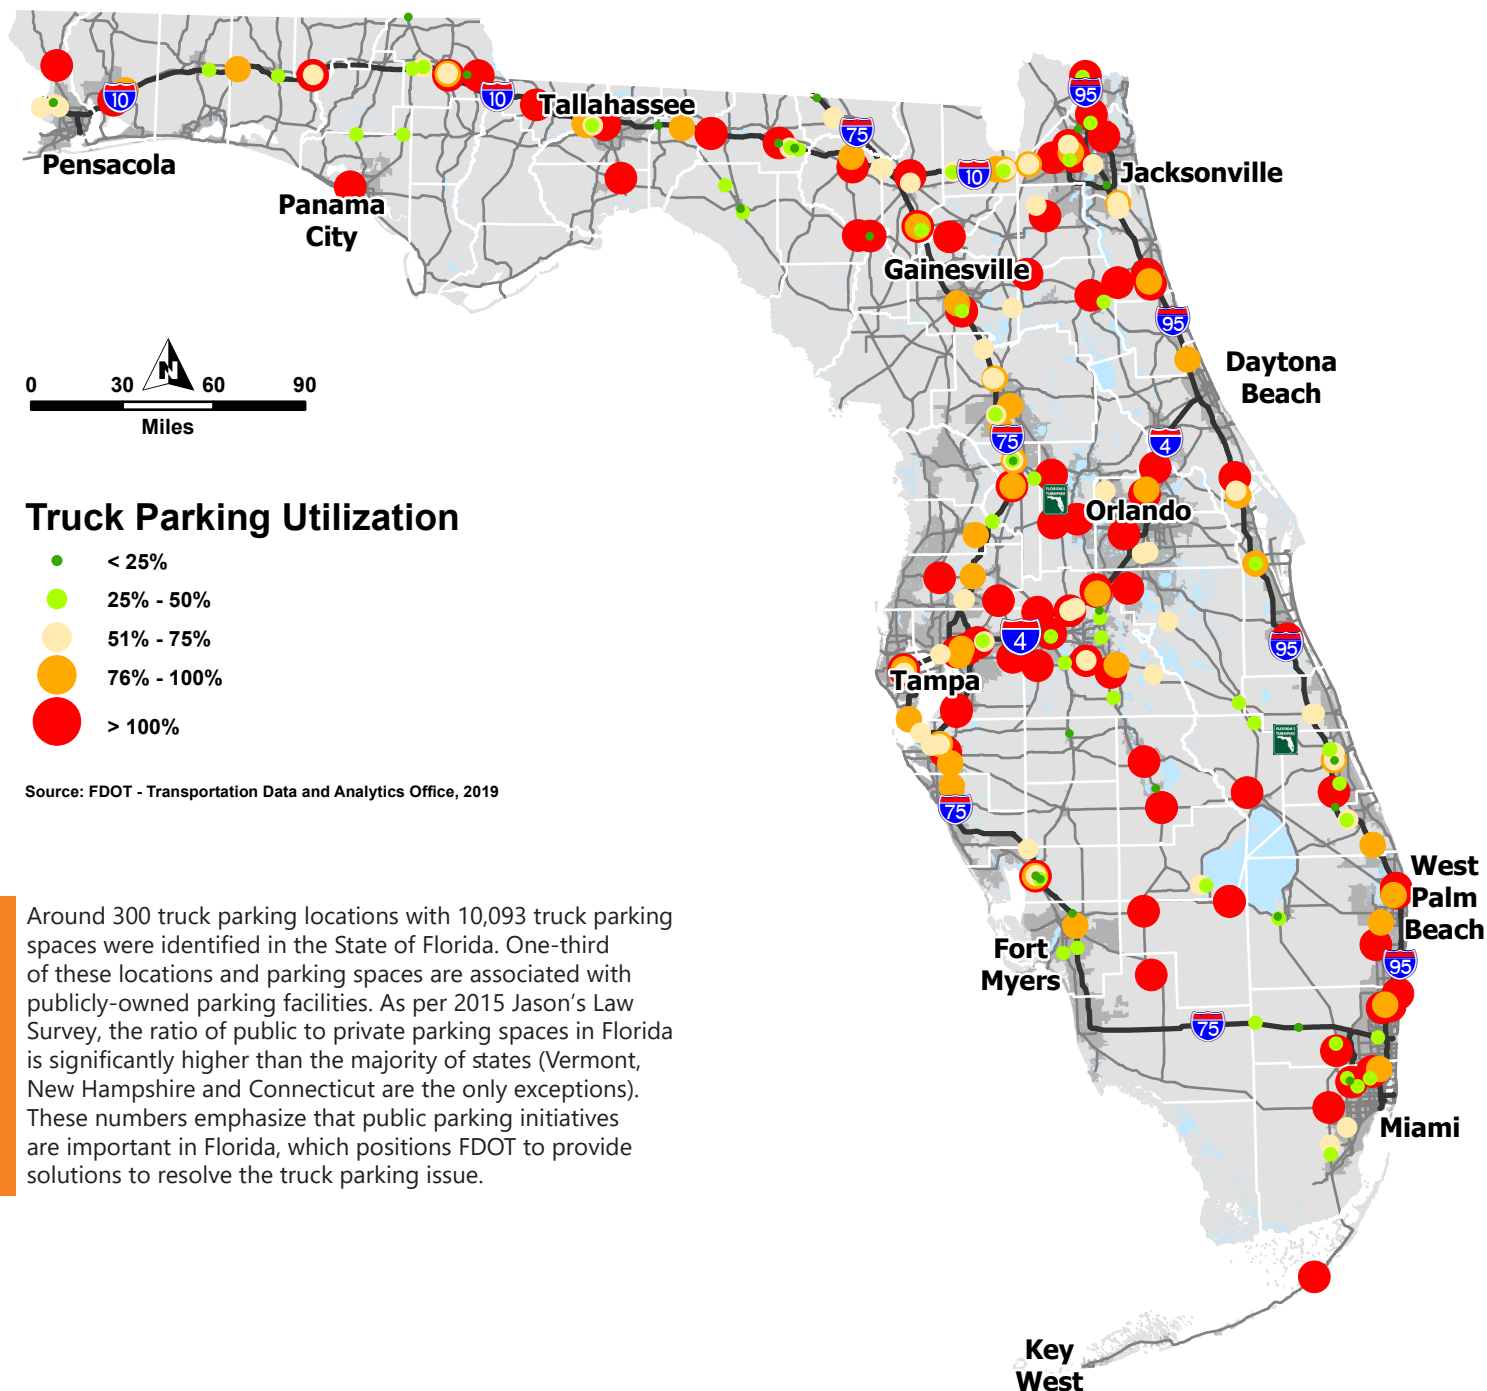 10
10
Tallahassee
75
95
Pensacola
10
Jacksonville
Panama
City
Gainesville
95
N
0 30 60 90
Miles
Daytona
Beach
75
4
FLORIDA'S
TURNPIKE
Orlando
Truck Parking Utilization
< 25%
25% - 50%
51% - 75%
76% - 100%
> 100%
4
95
Tampa
FLORIDA'S
TURNPIKE
Source: FDOT - Transportation Data and Analytics Office, 2019
75
West
Palm
Beach
Around 300 truck parking locations with 10,093 truck parking
spaces were identified in the State of Florida. One-third
of these locations and parking spaces are associated with
publicly-owned parking facilities. As per 2015 Jason’s Law
Survey, the ratio of public to private parking spaces in Florida
is significantly higher than the majority of states (Vermont,
New Hampshire and Connecticut are the only exceptions).
These numbers emphasize that public parking initiatives
are important in Florida, which positions FDOT to provide
solutions to resolve the truck parking issue.
Fort
Myers
95
75
Miami
Key
West